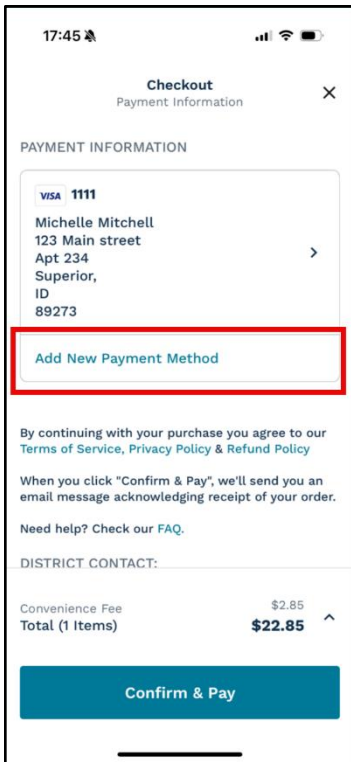 17:45
Checkout
Payment Information
PAYMENT INFORMATION
VISA 1111
Michelle Mitchell
123 Main street
Apt 234
Superior,
ID
89273
Add New Payment Method
By continuing with your purchase you agree to our
Terms of Service, Privacy Policy & Refund Policy
When you click "Confirm & Pay", we'll send you an
email message acknowledging receipt of your order.
Need help? Check our FAQ.
DISTRICT CONTACT:
Convenience Fee $2.85
Total (1 Items) $22.85
Confirm & Pay